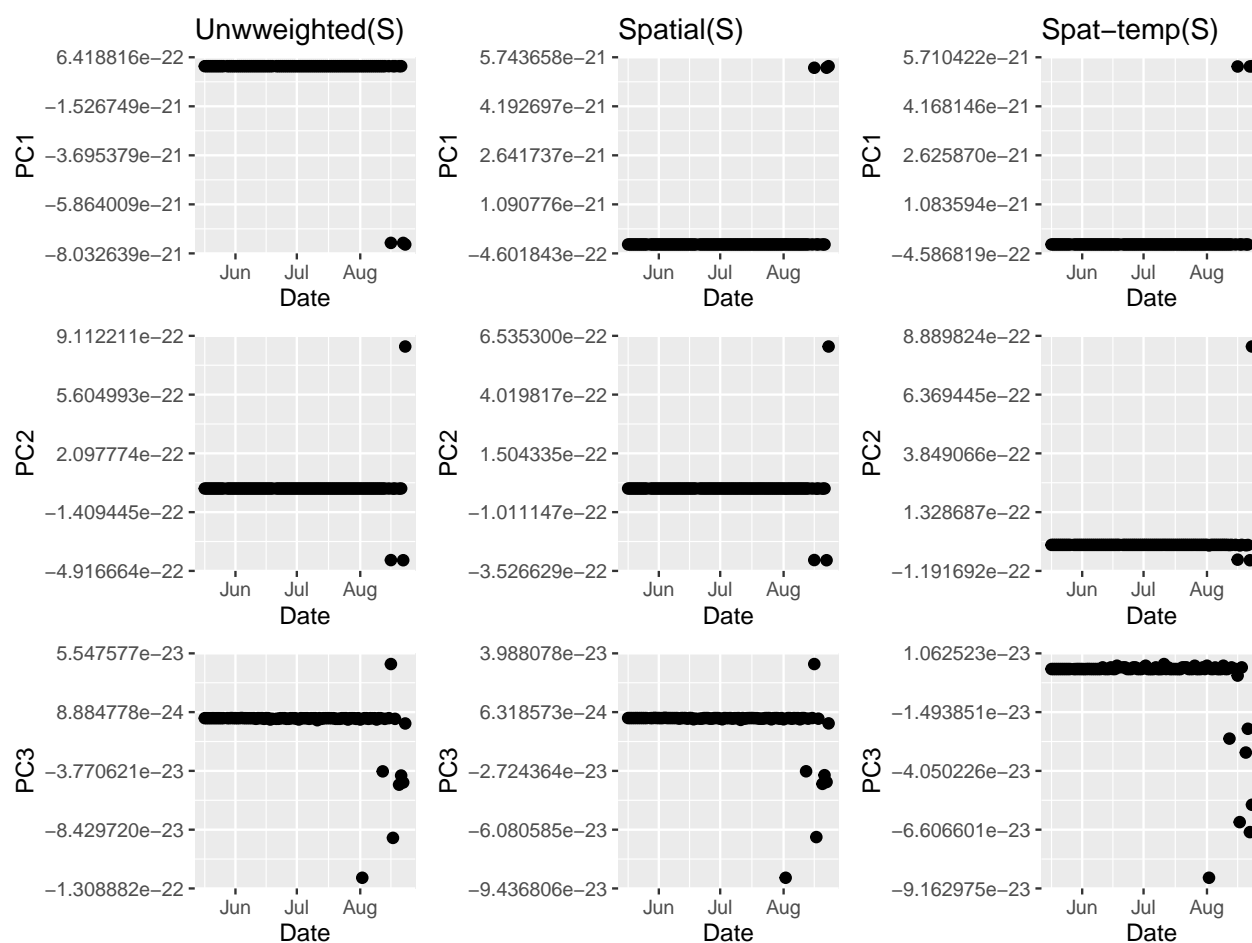 Unwweighted(S)
6.418816e−22
−1.526749e−21
−3.695379e−21
−5.864009e−21
−8.032639e−21
PC1
Jun Jul Aug
Date
Spatial(S)
5.743658e−21
4.192697e−21
2.641737e−21
1.090776e−21
−4.601843e−22
PC1
Jun Jul Aug
Date
Spat−temp(S)
5.710422e−21
4.168146e−21
2.625870e−21
1.083594e−21
−4.586819e−22
PC1
Jun Jul Aug
Date
9.112211e−22
5.604993e−22
2.097774e−22
−1.409445e−22
−4.916664e−22
PC2
Jun Jul Aug
Date
6.535300e−22
4.019817e−22
1.504335e−22
−1.011147e−22
−3.526629e−22
PC2
Jun Jul Aug
Date
8.889824e−22
6.369445e−22
3.849066e−22
1.328687e−22
−1.191692e−22
PC2
Jun Jul Aug
Date
5.547577e−23
8.884778e−24
−3.770621e−23
−8.429720e−23
−1.308882e−22
PC3
Jun Jul Aug
Date
3.988078e−23
6.318573e−24
−2.724364e−23
−6.080585e−23
−9.436806e−23
PC3
Jun Jul Aug
Date
1.062523e−23
−1.493851e−23
−4.050226e−23
−6.606601e−23
−9.162975e−23
PC3
Jun Jul Aug
Date